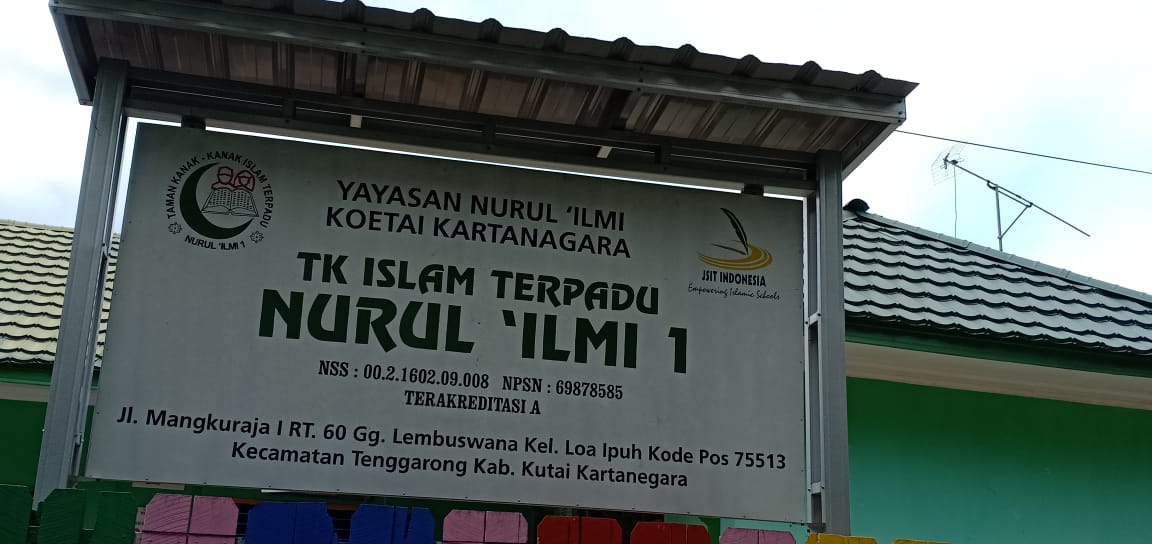 TAMAN KANAK - KANAK ISLAM TERPADU
NURUL 'ILMI 1
YAYASAN NURUL 'ILMI
KOETAI KARTANAGARA
JSIT INDONESIA
Empowering Islamic Schools
TK ISLAM TERPADU
NURUL 'ILMI 1
NSS : 00.2.1602.09.008 NPSN : 69878585
TERAKREDITASI A
Jl. Mangkuraja I RT. 60 Gg. Lembuswana Kel. Loa Ipuh Kode Pos 75513
Kecamatan Tenggarong Kab. Kutai Kartanegara